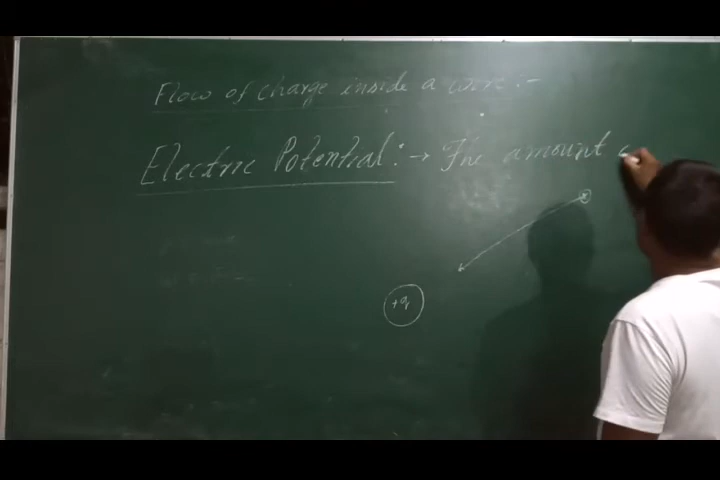 Flow of charge inside a wire :-
Electric Potential :→ The amount
+q